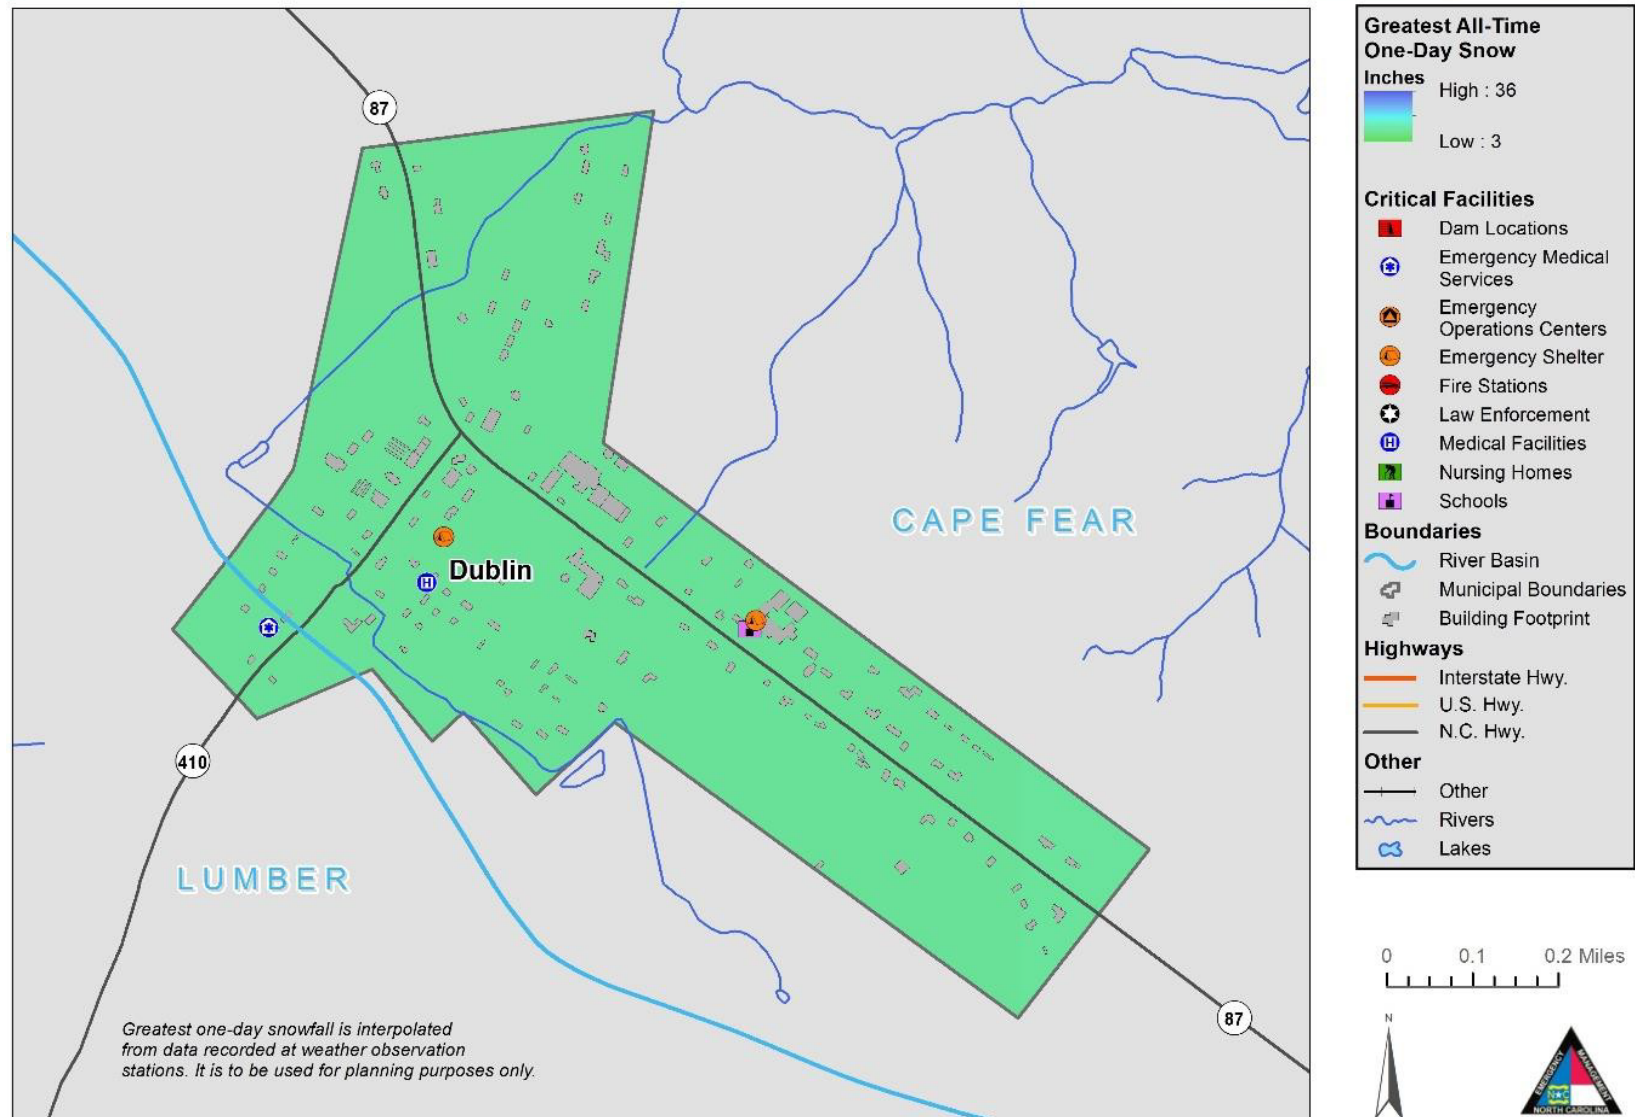 87
CAPE FEAR
Dublin
410
LUMBER
87
Greatest one-day snowfall is interpolated
from data recorded at weather observation
stations. It is to be used for planning purposes only.
Greatest All-Time
One-Day Snow
Inches
High : 36
Low : 3
Critical Facilities
Dam Locations
Emergency Medical
Services
Emergency
Operations Centers
Emergency Shelter
Fire Stations
Law Enforcement
H Medical Facilities
Nursing Homes
Schools
Boundaries
River Basin
Municipal Boundaries
Building Footprint
Highways
Interstate Hwy.
U.S. Hwy.
N.C. Hwy.
Other
Other
Rivers
Lakes
0 0.1 0.2 Miles
N
EMERGENCY
MANAGEMENT
N C
NORTH CAROLINA
H